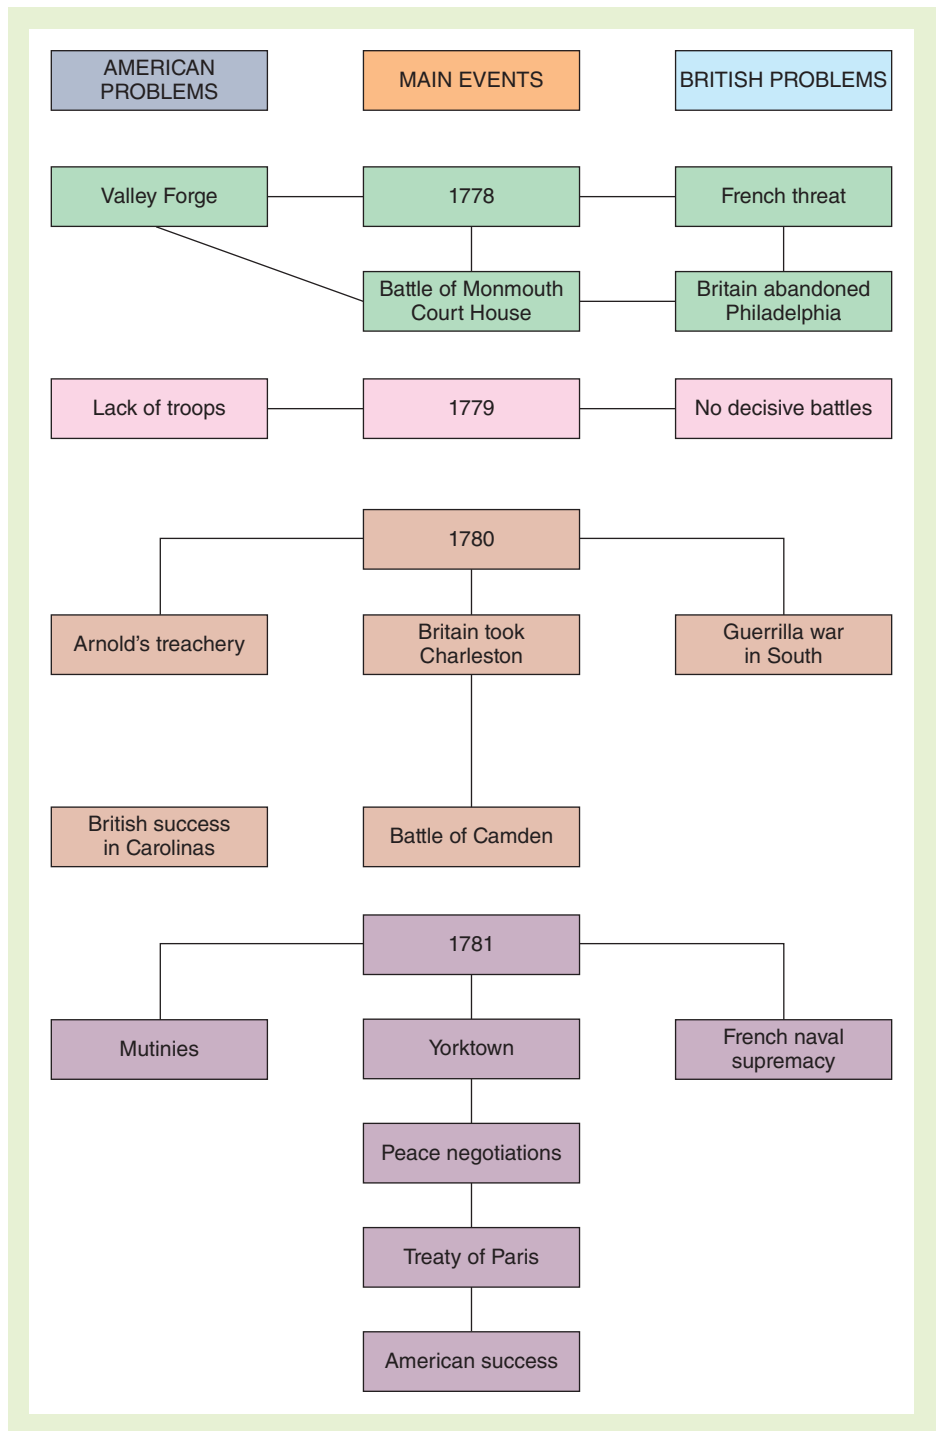 AMERICAN
PROBLEMS
MAIN EVENTS
BRITISH PROBLEMS
Valley Forge
1778
French threat
Battle of Monmouth
Court House
Britain abandoned
Philadelphia
Lack of troops
1779
No decisive battles
1780
Arnold’s treachery
Britain took
Charleston
Guerrilla war
in South
British success
in Carolinas
Battle of Camden
1781
Mutinies
Yorktown
French naval
supremacy
Peace negotiations
Treaty of Paris
American success